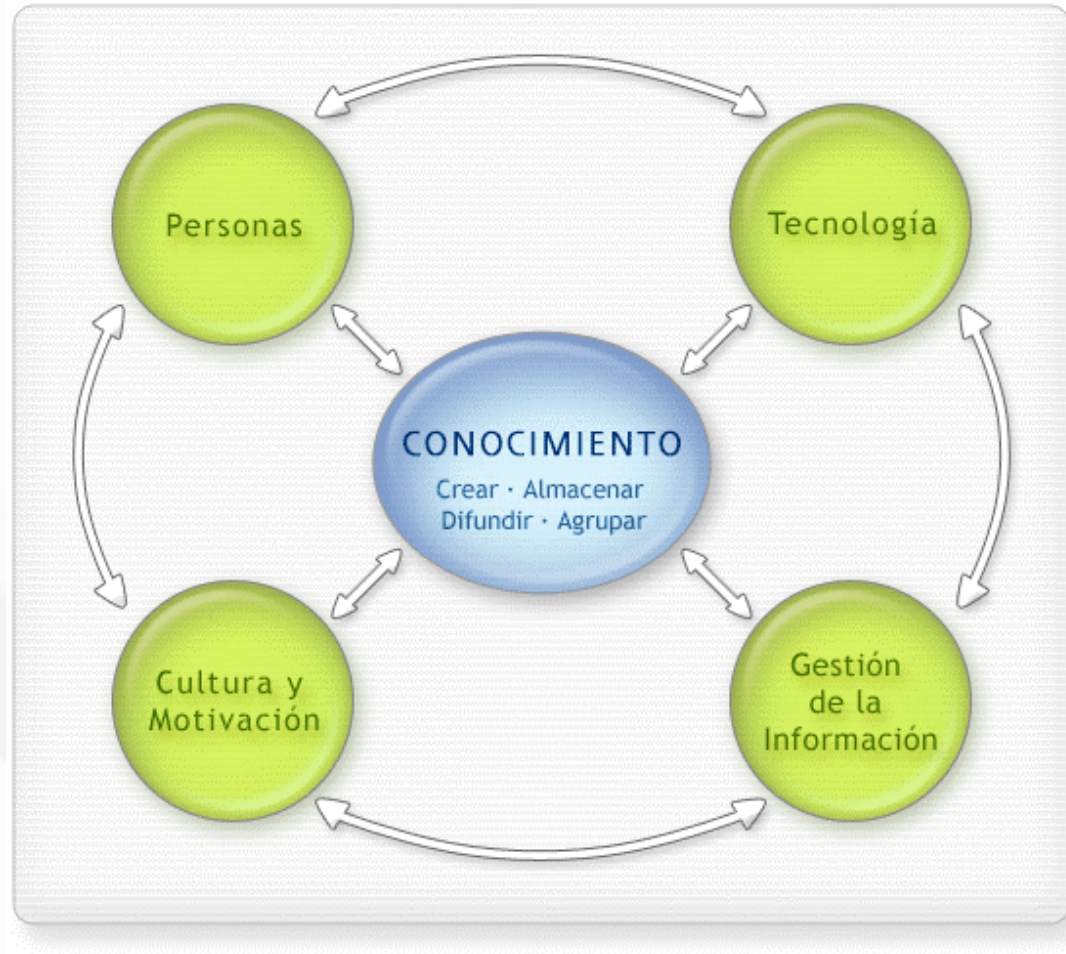 Personas
Tecnología
CONOCIMIENTO
Crear · Almacenar
Difundir · Agrupar
Cultura y
Motivación
Gestión
de la
Información